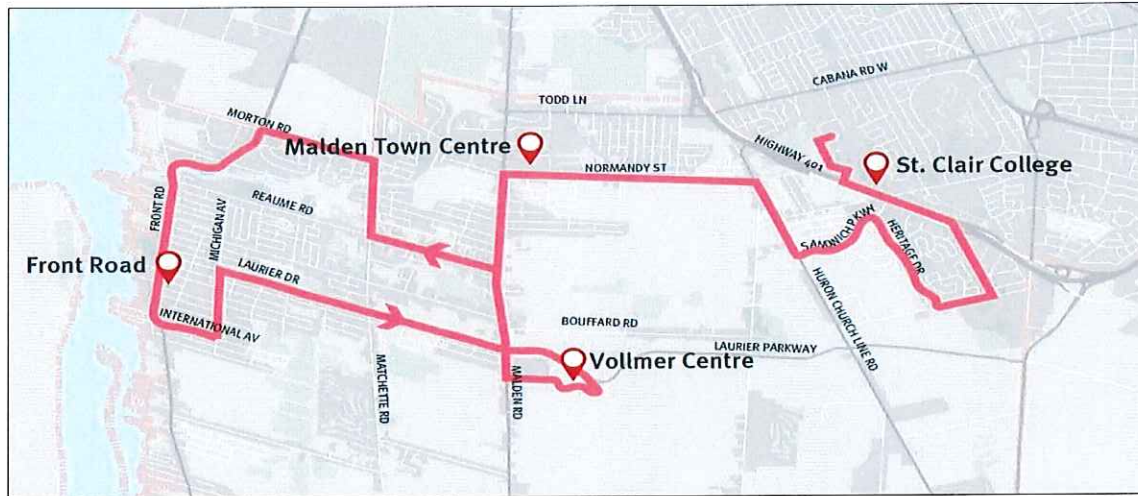 CABANA RD W
TODD LN
MORTON RD
Malden Town Centre
HIGHWAY 401
St. Clair College
NORMANDY ST
REAUME RD
FRONT RD
MICHIGAN AV
SANDWICH PKWY
HERITAGE DR
Front Road
LAURIER DR
INTERNATIONAL AV
BOUFFARD RD
HURON CHURCH LINE RD
LAURIER PARKWAY
Vollmer Centre
MATCHETTE RD
MALDEN RD